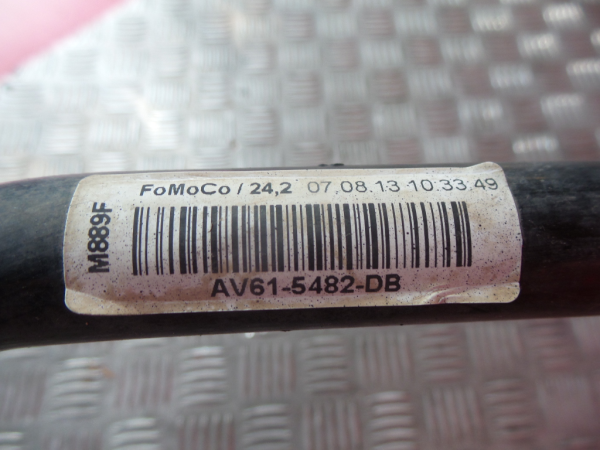 FoMoCo / 24,2 07.08.13 10.33.49
M889F
AV61-5482-DB